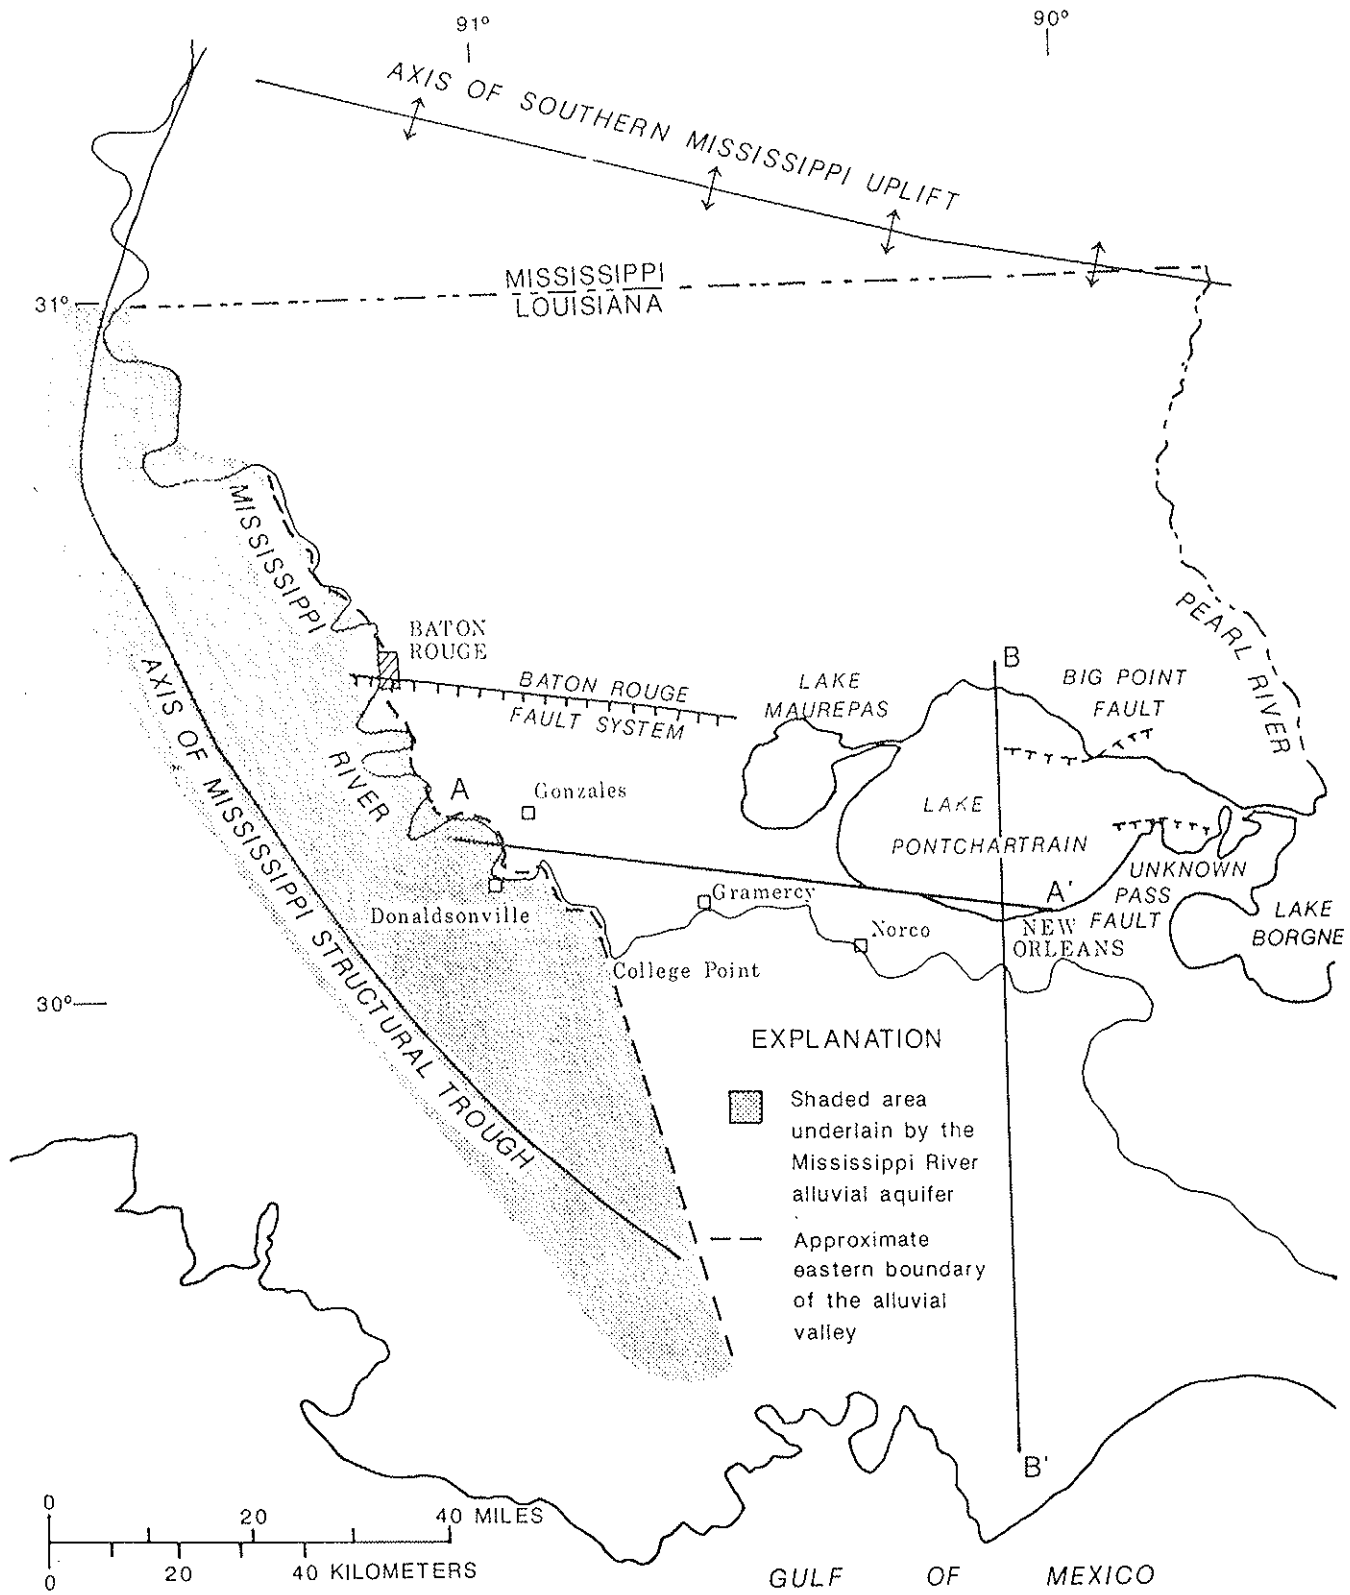 91°
90°
AXIS OF SOUTHERN MISSISSIPPI UPLIFT
MISSISSIPPI
31°
LOUISIANA
MISSISSIPPI
RIVER
PEARL RIVER
BATON
ROUGE
BATON ROUGE
FAULT SYSTEM
LAKE
MAUREPAS
B
BIG POINT
FAULT
AXIS OF MISSISSIPPI STRUCTURAL TROUGH
A
Gonzales
LAKE
PONTCHARTRAIN
UNKNOWN
PASS
FAULT
A'
Gramercy
Donaldsonville
Norco
NEW
ORLEANS
LAKE
BORGNE
College Point
30°
EXPLANATION
Shaded area
underlain by the
Mississippi River
alluvial aquifer
Approximate
eastern boundary
of the alluvial
valley
B'
0 20 40 MILES
0 20 40 KILOMETERS
GULF OF MEXICO